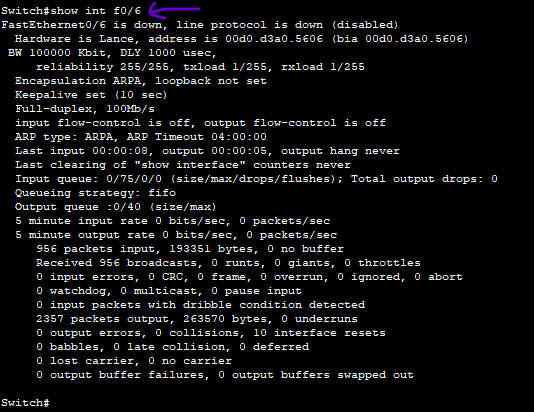 Switch#show int f0/6
FastEthernet0/6 is down, line protocol is down (disabled)
Hardware is Lance, address is 00d0.d3a0.5606 (bia 00d0.d3a0.5606)
BW 100000 Kbit, DLY 1000 usec,
reliability 255/255, txload 1/255, rxload 1/255
Encapsulation ARPA, loopback not set
Keepalive set (10 sec)
Full-duplex, 100Mb/s
input flow-control is off, output flow-control is off
ARP type: ARPA, ARP Timeout 04:00:00
Last input 00:00:08, output 00:00:05, output hang never
Last clearing of "show interface" counters never
Input queue: 0/75/0/0 (size/max/drops/flushes); Total output drops: 0
Queueing strategy: fifo
Output queue :0/40 (size/max)
5 minute input rate 0 bits/sec, 0 packets/sec
5 minute output rate 0 bits/sec, 0 packets/sec
956 packets input, 193351 bytes, 0 no buffer
Received 956 broadcasts, 0 runts, 0 giants, 0 throttles
0 input errors, 0 CRC, 0 frame, 0 overrun, 0 ignored, 0 abort
0 watchdog, 0 multicast, 0 pause input
0 input packets with dribble condition detected
2357 packets output, 263570 bytes, 0 underruns
0 output errors, 0 collisions, 10 interface resets
0 babbles, 0 late collision, 0 deferred
0 lost carrier, 0 no carrier
0 output buffer failures, 0 output buffers swapped out
Switch#